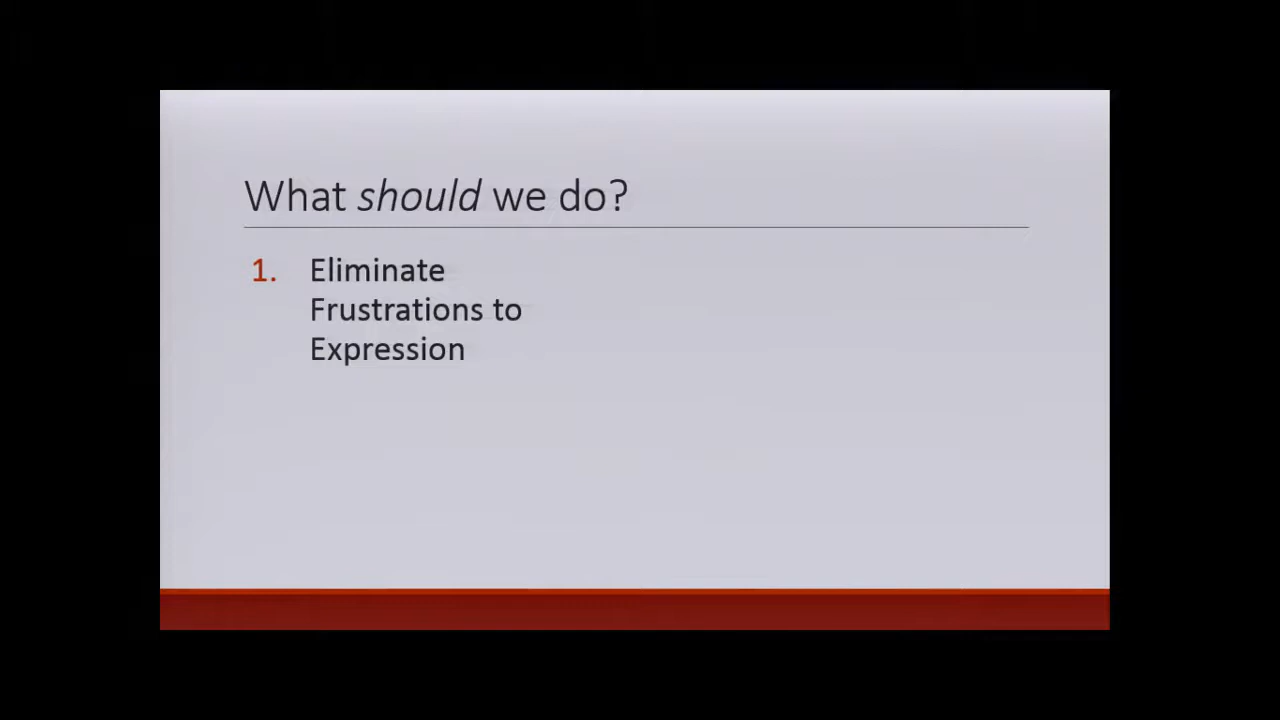 What should we do?
1. Eliminate
Frustrations to
Expression